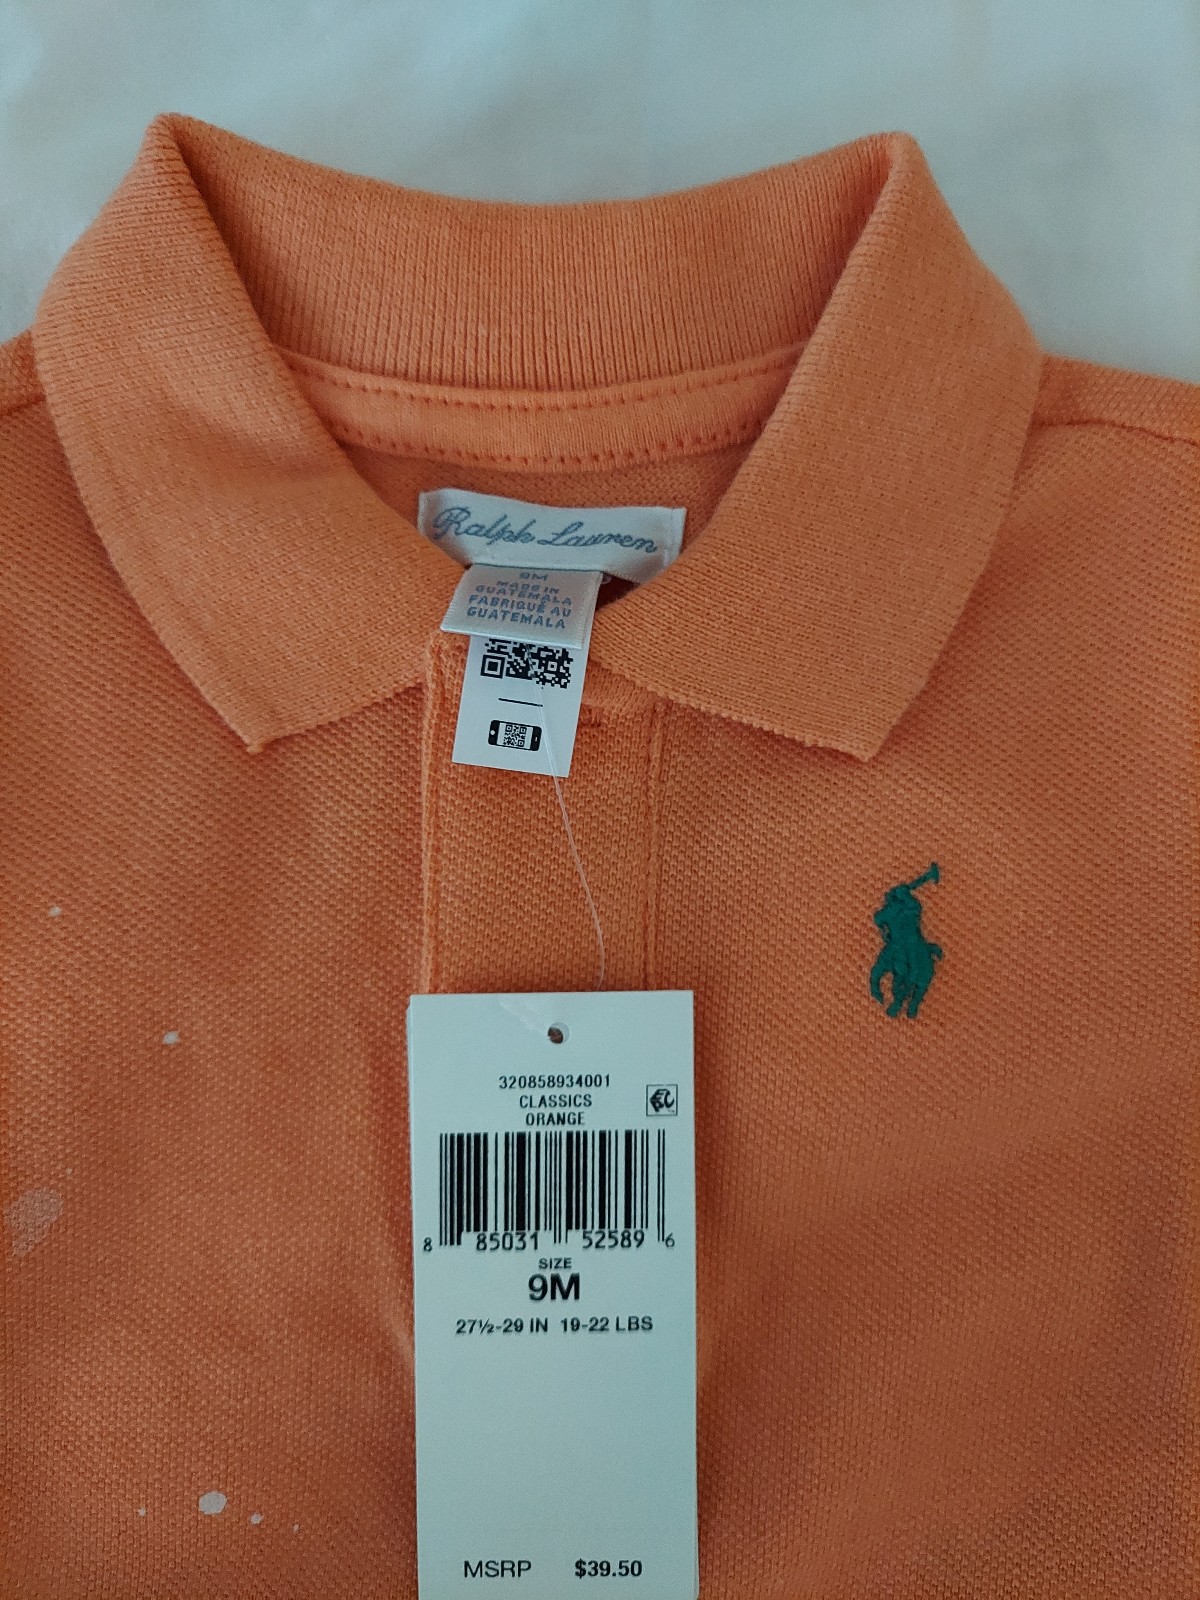 Ralph Lauren
9M
MADE IN
GUATEMALA
FABRIQUÉ AU
GUATEMALA
320858934001
CLASSICS
ORANGE
8 85031 52589 6
SIZE
9M
27½-29 IN 19-22 LBS
MSRP $39.50